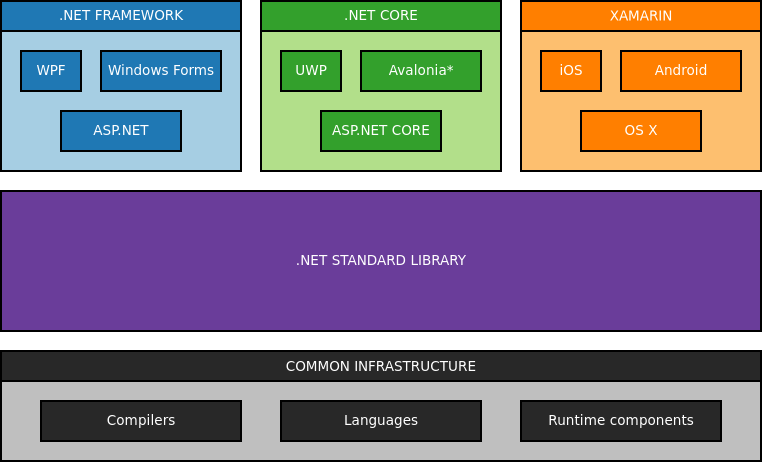 .NET FRAMEWORK
WPF
Windows Forms
ASP.NET
.NET CORE
UWP
Avalonia*
ASP.NET CORE
XAMARIN
iOS
Android
OS X
.NET STANDARD LIBRARY
COMMON INFRASTRUCTURE
Compilers
Languages
Runtime components